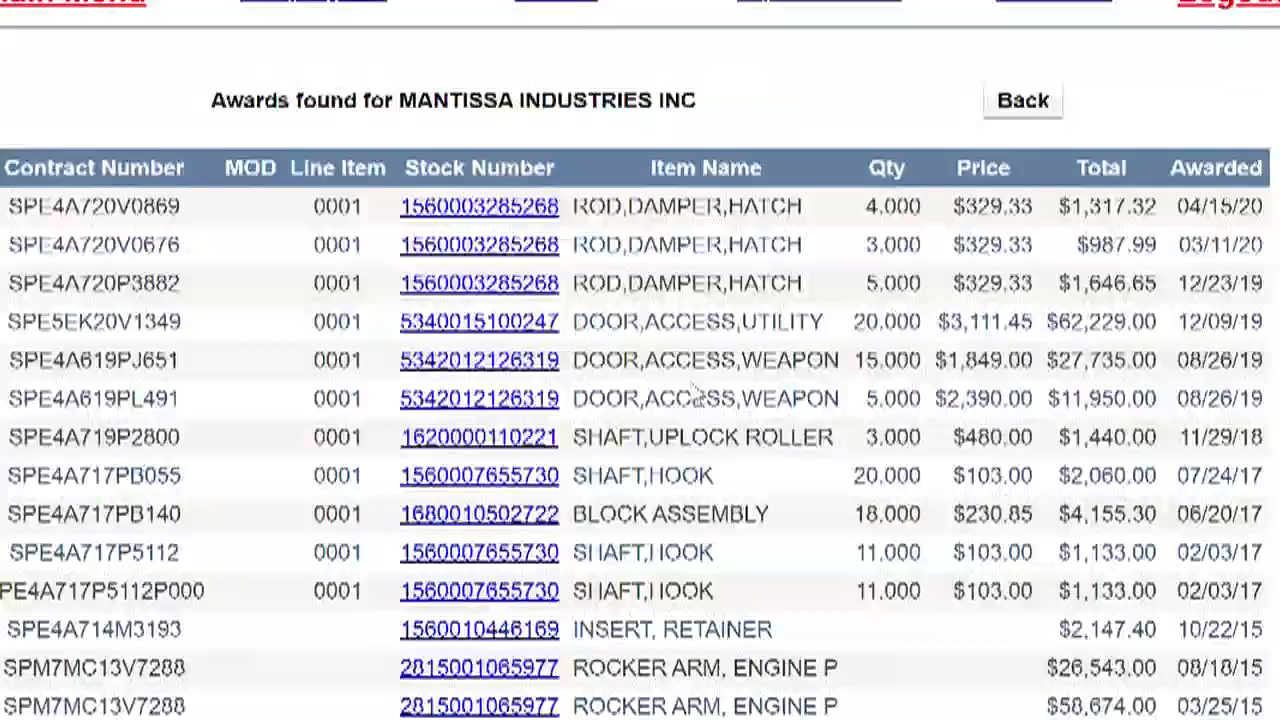 Awards found for MANTISSA INDUSTRIES INC Back
Contract Number MOD Line Item Stock Number Item Name Qty Price Total Awarded
SPE4A720V0869 0001 1560003285268 ROD,DAMPER,HATCH 4.000 $329.33 $1,317.32 04/15/20
SPE4A720V0676 0001 1560003285268 ROD,DAMPER,HATCH 3.000 $329.33 $987.99 03/11/20
SPE4A720P3882 0001 1560003285268 ROD,DAMPER,HATCH 5.000 $329.33 $1,646.65 12/23/19
SPE5EK20V1349 0001 5340015100247 DOOR,ACCESS,UTILITY 20.000 $3,111.45 $62,229.00 12/09/19
SPE4A619PJ651 0001 5342012126319 DOOR,ACCESS,WEAPON 15.000 $1,849.00 $27,735.00 08/26/19
SPE4A619PL491 0001 5342012126319 DOOR,ACCESS,WEAPON 5.000 $2,390.00 $11,950.00 08/26/19
SPE4A719P2800 0001 1620000110221 SHAFT,UPLOCK ROLLER 3.000 $480.00 $1,440.00 11/29/18
SPE4A717PB055 0001 1560007655730 SHAFT,HOOK 20.000 $103.00 $2,060.00 07/24/17
SPE4A717PB140 0001 1680010502722 BLOCK ASSEMBLY 18.000 $230.85 $4,155.30 06/20/17
SPE4A717P5112 0001 1560007655730 SHAFT,HOOK 11.000 $103.00 $1,133.00 02/03/17
PE4A717P5112P000 0001 1560007655730 SHAFT,HOOK 11.000 $103.00 $1,133.00 02/03/17
SPE4A714M3193 1560010446169 INSERT, RETAINER $2,147.40 10/22/15
SPM7MC13V7288 2815001065977 ROCKER ARM, ENGINE P $26,543.00 08/18/15
SPM7MC13V7288 2815001065977 ROCKER ARM, ENGINE P $58,674.00 03/25/15